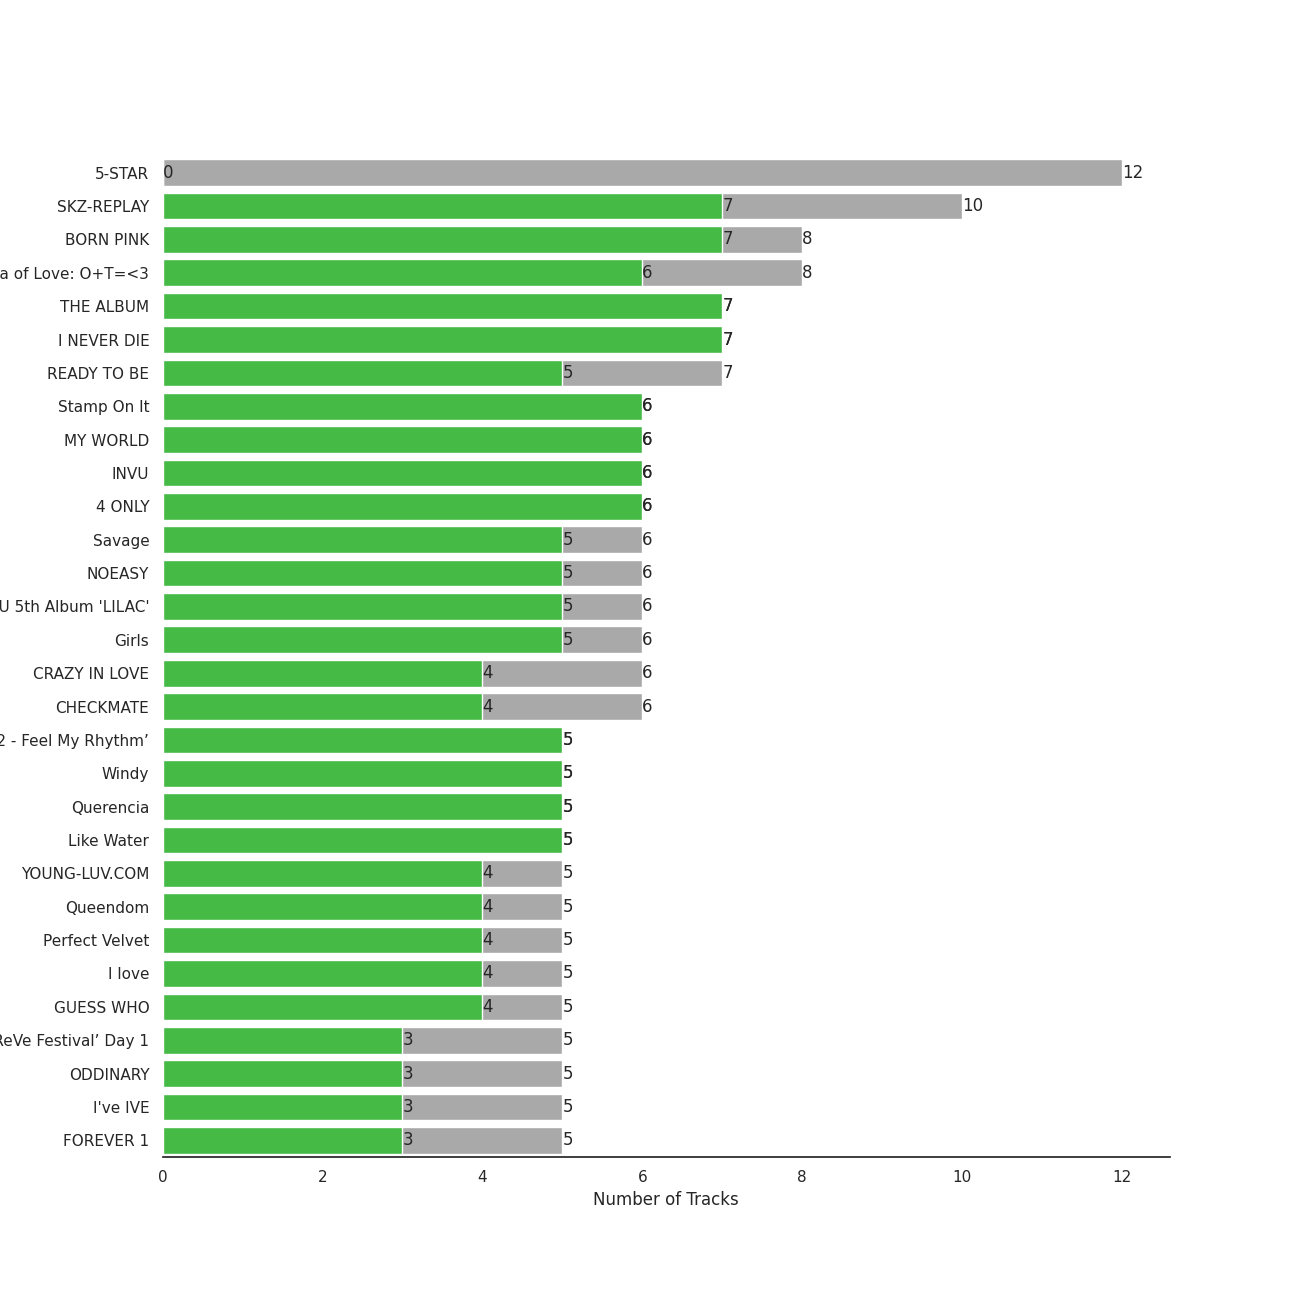 5-STAR 0 12
SKZ-REPLAY 7 10
BORN PINK 7 8
a of Love: O+T=<3 6 8
THE ALBUM 7
I NEVER DIE 7
READY TO BE 5 7
Stamp On It 6
MY WORLD 6
INVU 6
4 ONLY 6
Savage 5 6
NOEASY 5 6
U 5th Album 'LILAC' 5 6
Girls 5 6
CRAZY IN LOVE 4 6
CHECKMATE 4 6
2 - Feel My Rhythm’ 5
Windy 5
Querencia 5
Like Water 5
YOUNG-LUV.COM 4 5
Queendom 4 5
Perfect Velvet 4 5
I love 4 5
GUESS WHO 4 5
ReVe Festival’ Day 1 3 5
ODDINARY 3 5
I've IVE 3 5
FOREVER 1 3 5
0 2 4 6 8 10 12
Number of Tracks